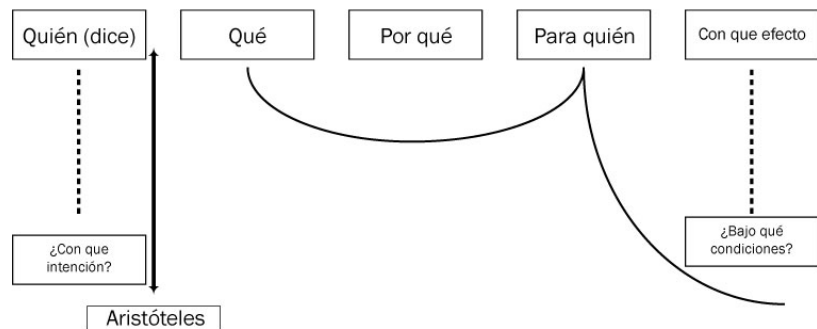 Quién (dice)
Qué
Por qué
Para quién
Con que efecto
¿Con que
intención?
¿Bajo qué
condiciones?
Aristóteles